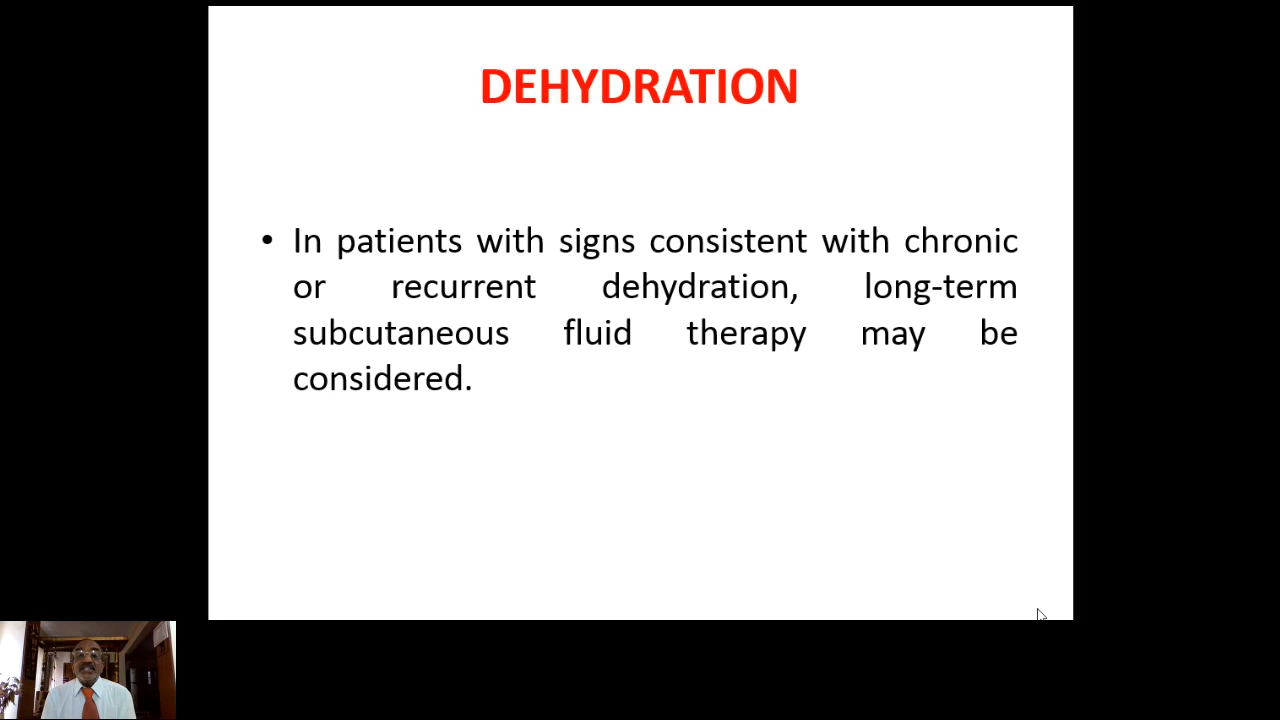 DEHYDRATION
• In patients with signs consistent with chronic
or recurrent dehydration, long-term
subcutaneous fluid therapy may be
considered.